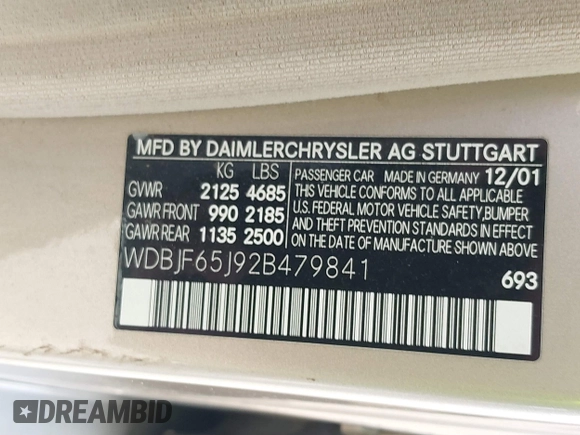 MFD BY DAIMLERCHRYSLER AG STUTTGART
KG LBS
GVWR 2125 4685
GAWR FRONT 990 2185
GAWR REAR 1135 2500
PASSENGER CAR MADE IN GERMANY 12/01
THIS VEHICLE CONFORMS TO ALL APPLICABLE
U.S. FEDERAL MOTOR VEHICLE SAFETY, BUMPER
AND THEFT PREVENTION STANDARDS IN EFFECT
ON THE DATE OF MANUFACTURE SHOWN ABOVE.
WDBJF65J92B479841
693
DREAMBID